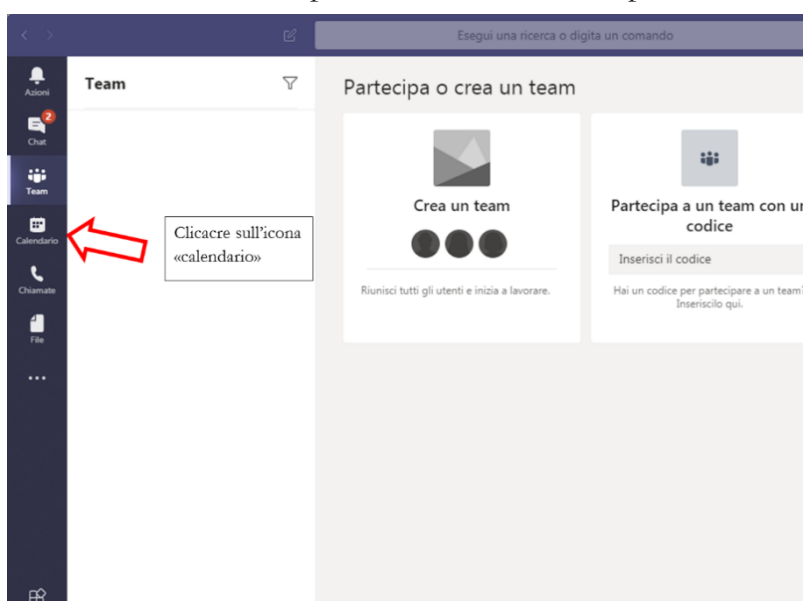 Esegui una ricerca o digita un comando
Azioni
2
Chat
Team
Calendario
Chiamate
File
Team
Clicacre sull'icona
«calendario»
Partecipa o crea un team
Crea un team
Riunisci tutti gli utenti e inizia a lavorare.
Partecipa a un team con un
codice
Inserisci il codice
Hai un codice per partecipare a un team?
Inseriscilo qui.